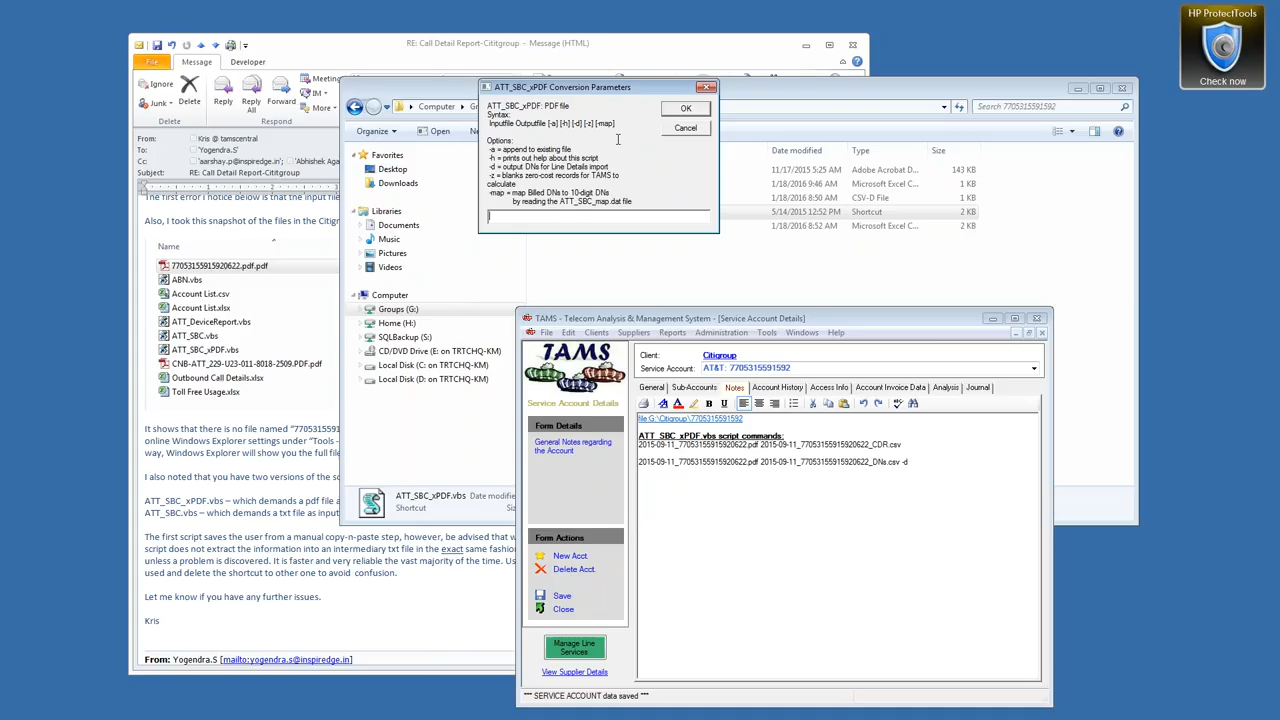 HP ProtectTools
Check now
RE: Call Detail Report-Cititgroup - Message (HTML)
File
Message
Developer
Ignore
Junk
Delete
Reply
Reply
All
Forward
Meeting
IM
More
Delete
Respond
From:
Kris @ tamscentral
To:
Cc:
'aarshay.p@inspiredge.in'; 'Abhishek Aga
Subject:
RE: Call Detail Report-Cititgroup
The first error I notice below is that the input file
Also, I took this snapshot of the files in the Citigro
Name
77053155915920622.pdf.pdf
ABN.vbs
Account List.csv
Account List.xlsx
ATT_DeviceReport.vbs
ATT_SBC.vbs
ATT_SBC_xPDF.vbs
CNB-ATT_229-U23-011-8018-2509.PDF.pdf
Outbound Call Details.xlsx
Toll Free Usage.xlsx
It shows that there is no file named "77053155915
online Windows Explorer settings under "Tools -
way, Windows Explorer will show you the full file
I also noted that you have two versions of the sc
ATT_SBC_xPDF.vbs – which demands a pdf file a
ATT_SBC.vbs – which demands a txt file as input
The first script saves the user from a manual copy-n-paste step, however, be advised that
script does not extract the information into an intermediary txt file in the exact same fashio
unless a problem is discovered. It is faster and very reliable the vast majority of the time. Us
used and delete the shortcut to other one to avoid confusion.
Let me know if you have any further issues.
Kris
From: Yogendra.S [mailto:yogendra.s@inspiredge.in]
Computer
Gr
Search 7705315591592
Organize
Open
Favorites
Desktop
Downloads
Libraries
Documents
Music
Pictures
Videos
Computer
Groups (G:)
Home (H:)
SQLBackup (S:)
CD/DVD Drive (E: on TRTCHQ-KM)
Local Disk (C: on TRTCHQ-KM)
Local Disk (D: on TRTCHQ-KM)
Date modified
Type
Size
11/17/2015 5:25 AM
Adobe Acrobat D...
143 KB
1/18/2016 9:46 AM
Microsoft Excel C...
1 KB
1/18/2016 8:50 AM
CSV-D File
1 KB
5/14/2015 12:52 PM
Shortcut
2 KB
1/18/2016 8:52 AM
Microsoft Excel C...
2 KB
ATT_SBC_xPDF.vbs
Date modifie
Shortcut
Siz
ATT_SBC_xPDF Conversion Parameters
ATT_SBC_xPDF: PDF file
Syntax:
Inputfile Outputfile [-a] [-h] [-d] [-z] [-map]
Options:
-a = append to existing file
-h = prints out help about this script
-d = output DNs for Line Details import
-z = blanks zero-cost records for TAMS to
calculate
-map = map Billed DNs to 10-digit DNs
by reading the ATT_SBC_map.dat file
OK
Cancel
TAMS - Telecom Analysis & Management System - [Service Account Details]
File
Edit
Clients
Suppliers
Reports
Administration
Tools
Windows
Help
TAMS
Service Account Details
Form Details
General Notes regarding
the Account
Form Actions
New Acct.
Delete Acct.
Save
Close
Manage Line
Services
View Supplier Details
Client:
Citigroup
Service Account:
AT&T: 7705315591592
General
Sub-Accounts
Notes
Account History
Access Info
Account Invoice Data
Analysis
Journal
file:G:\Citigroup\7705315591592
ATT_SBC_xPDF.vbs script commands:
2015-09-11_77053155915920622.pdf 2015-09-11_77053155915920622_CDR.csv
2015-09-11_77053155915920622.pdf 2015-09-11_77053155915920622_DNs.csv -d
*** SERVICE ACCOUNT data saved ***